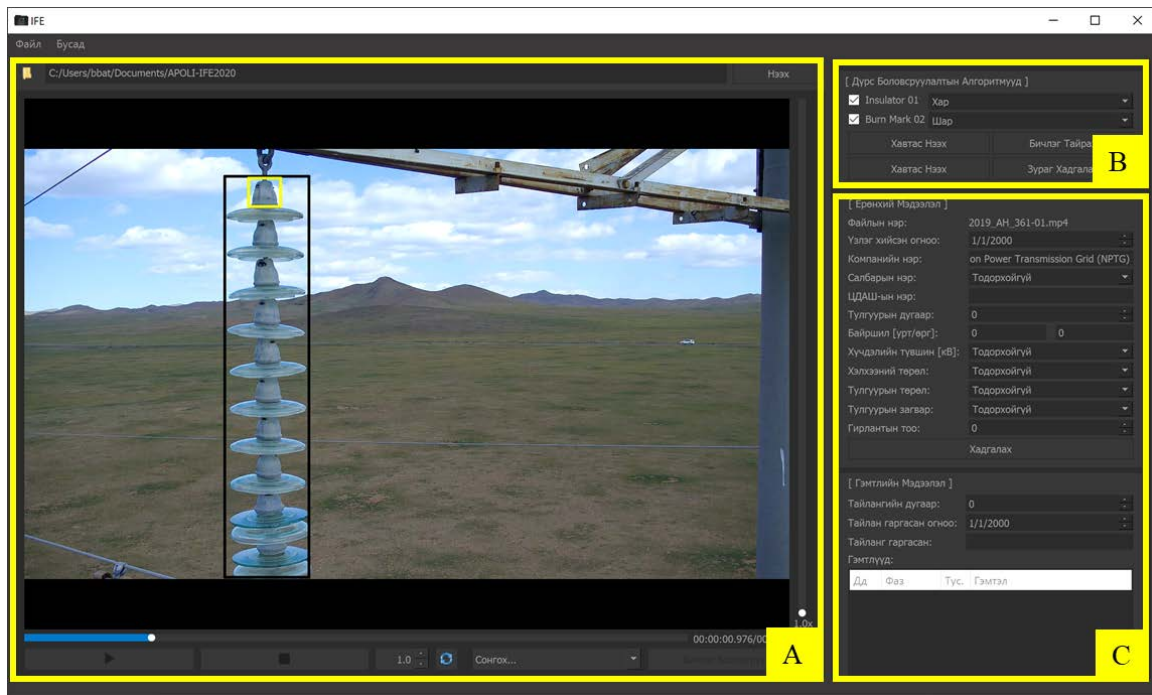 IFE
Файл Бусад
C:/Users/bbat/Documents/APOLI-IFE2020 Нээх
00:00:00.976/00
1.0x
1.0 Сонгох...
A
[ Дүрс Боловсруулалтын Алгоритмууд ]
Insulator 01 Хар
Burn Mark 02 Шар
Хавтас Нээх Бичлэг Тайра
Хавтас Нээх Зураг Хадгала
B
[ Ерөнхий Мэдээлэл ]
Файлын нэр: 2019_AH_361-01.mp4
Үзлэг хийсэн огноо: 1/1/2000
Компанийн нэр: on Power Transmission Grid (NPTG)
Салбарын нэр: Тодорхойгүй
ЦДАШ-ын нэр:
Тулгуурын дугаар: 0
Байршил [урт/өрг]: 0 0
Хүчдэлийн түвшин [кВ]: Тодорхойгүй
Хэлхээний төрөл: Тодорхойгүй
Тулгуурын төрөл: Тодорхойгүй
Тулгуурын загвар: Тодорхойгүй
Гирлантын тоо: 0
Хадгалах
[ Гэмтлийн Мэдээлэл ]
Тайлангийн дугаар: 0
Тайлан гаргасан огноо: 1/1/2000
Тайланг гаргасан:
Гэмтлүүд:
Дд Фаз Тус. Гэмтэл
C